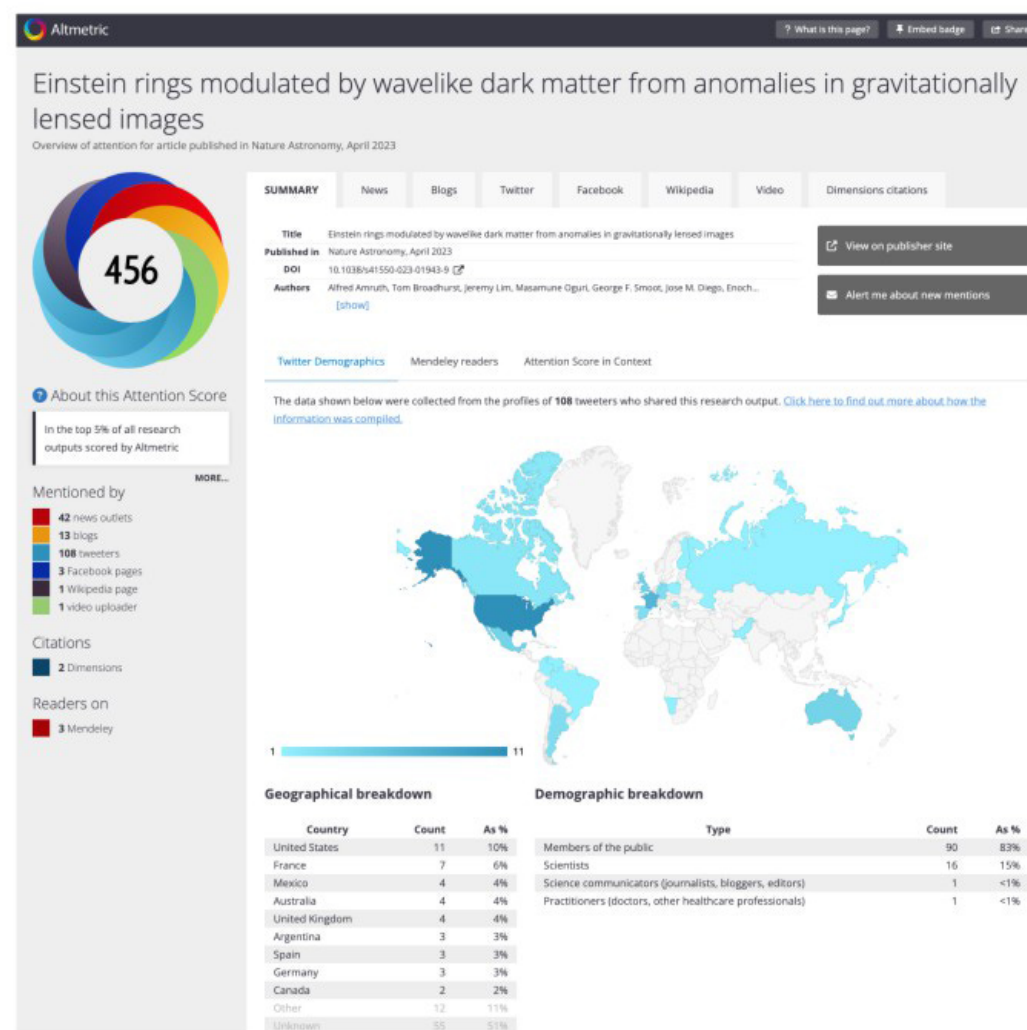 Altmetric
? What is this page?
Embed badge
Share
Einstein rings modulated by wavelike dark matter from anomalies in gravitationally
lensed images
Overview of attention for article published in Nature Astronomy, April 2023
456
? About this Attention Score
In the top 5% of all research
outputs scored by Altmetric
MORE...
Mentioned by
42 news outlets
13 blogs
108 tweeters
3 Facebook pages
1 Wikipedia page
1 video uploader
Citations
2 Dimensions
Readers on
3 Mendeley
SUMMARY News Blogs Twitter Facebook Wikipedia Video Dimensions citations
Title Einstein rings modulated by wavelike dark matter from anomalies in gravitationally lensed images
Published in Nature Astronomy, April 2023
DOI 10.1038/s41550-023-01943-9
Authors Alfred Amruth, Tom Broadhurst, Jeremy Lim, Masamune Oguri, George F. Smoot, Jose M. Diego, Enoch...
[show]
View on publisher site
Alert me about new mentions
Twitter Demographics Mendeley readers Attention Score in Context
The data shown below were collected from the profiles of 108 tweeters who shared this research output. Click here to find out more about how the
information was compiled.
1 11
Geographical breakdown
Country Count As %
United States 11 10%
France 7 6%
Mexico 4 4%
Australia 4 4%
United Kingdom 4 4%
Argentina 3 3%
Spain 3 3%
Germany 3 3%
Canada 2 2%
Other 12 11%
Unknown 55 51%
Demographic breakdown
Type Count As %
Members of the public 90 83%
Scientists 16 15%
Science communicators (journalists, bloggers, editors) 1 <1%
Practitioners (doctors, other healthcare professionals) 1 <1%